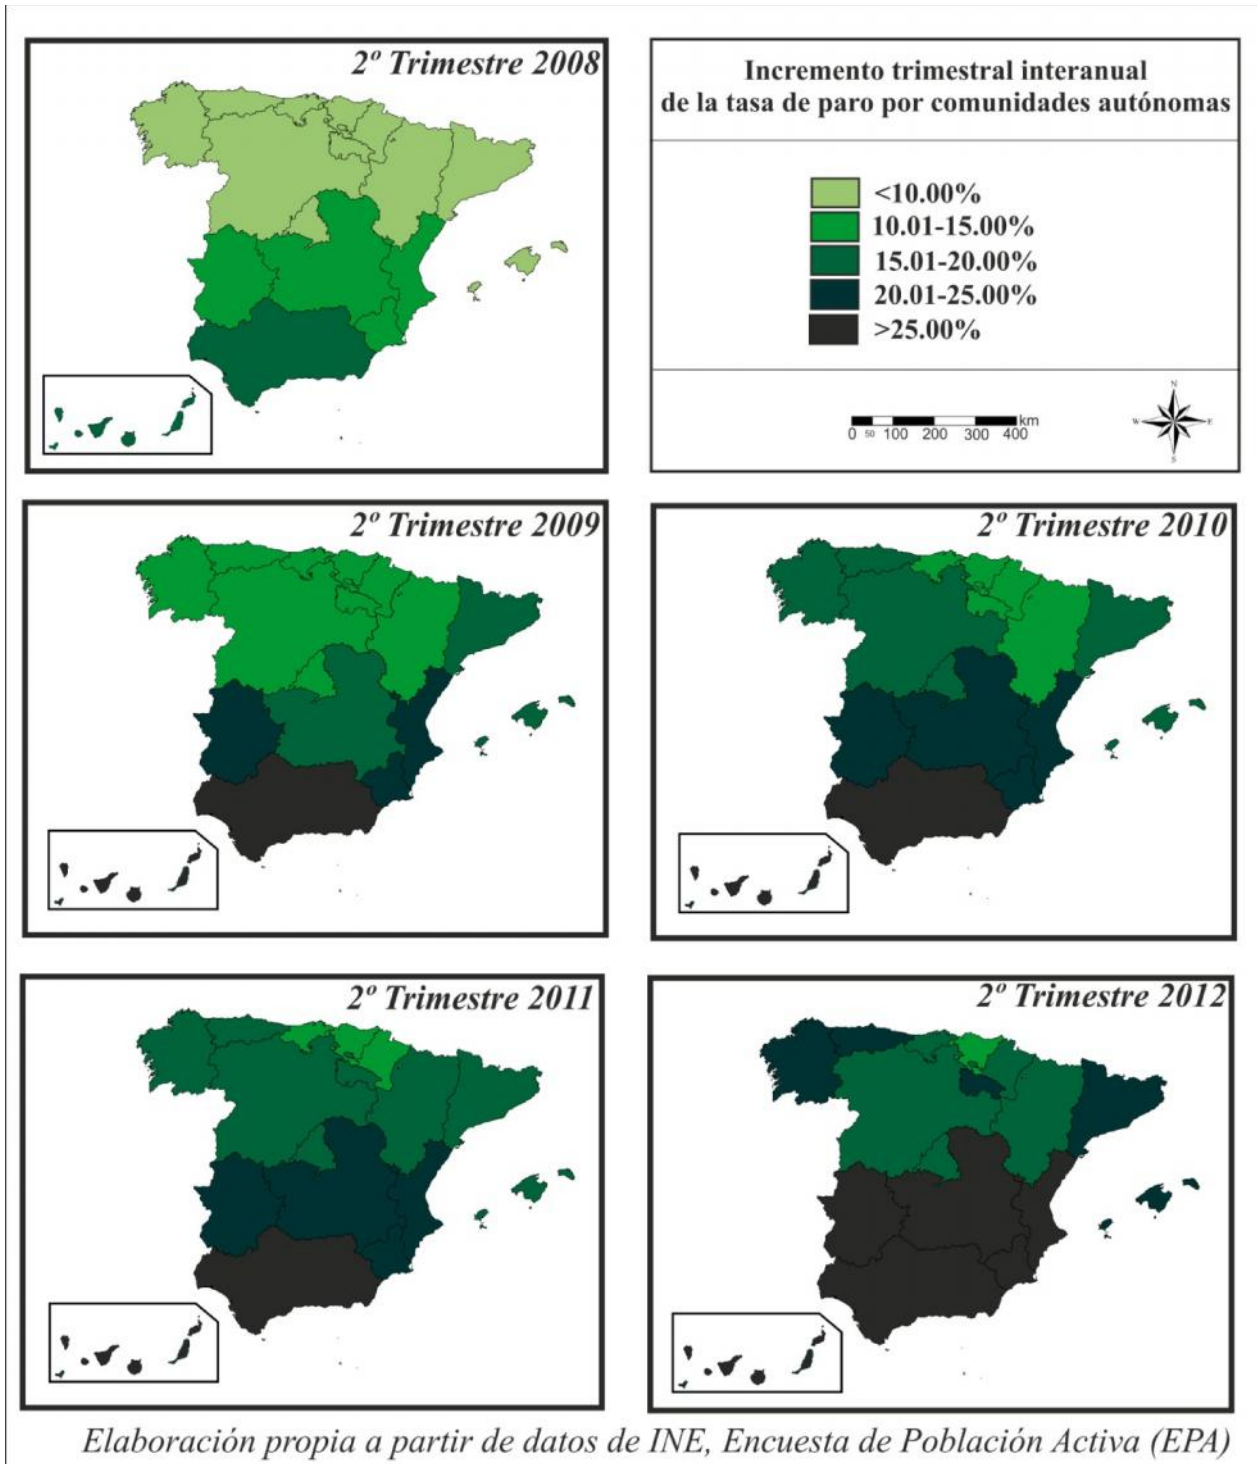 2º Trimestre 2008
Incremento trimestral interanual
de la tasa de paro por comunidades autónomas
<10.00%
10.01-15.00%
15.01-20.00%
20.01-25.00%
>25.00%
km
0 50 100 200 300 400
N
W E
S
2º Trimestre 2009
2º Trimestre 2010
2º Trimestre 2011
2º Trimestre 2012
Elaboración propia a partir de datos de INE, Encuesta de Población Activa (EPA)